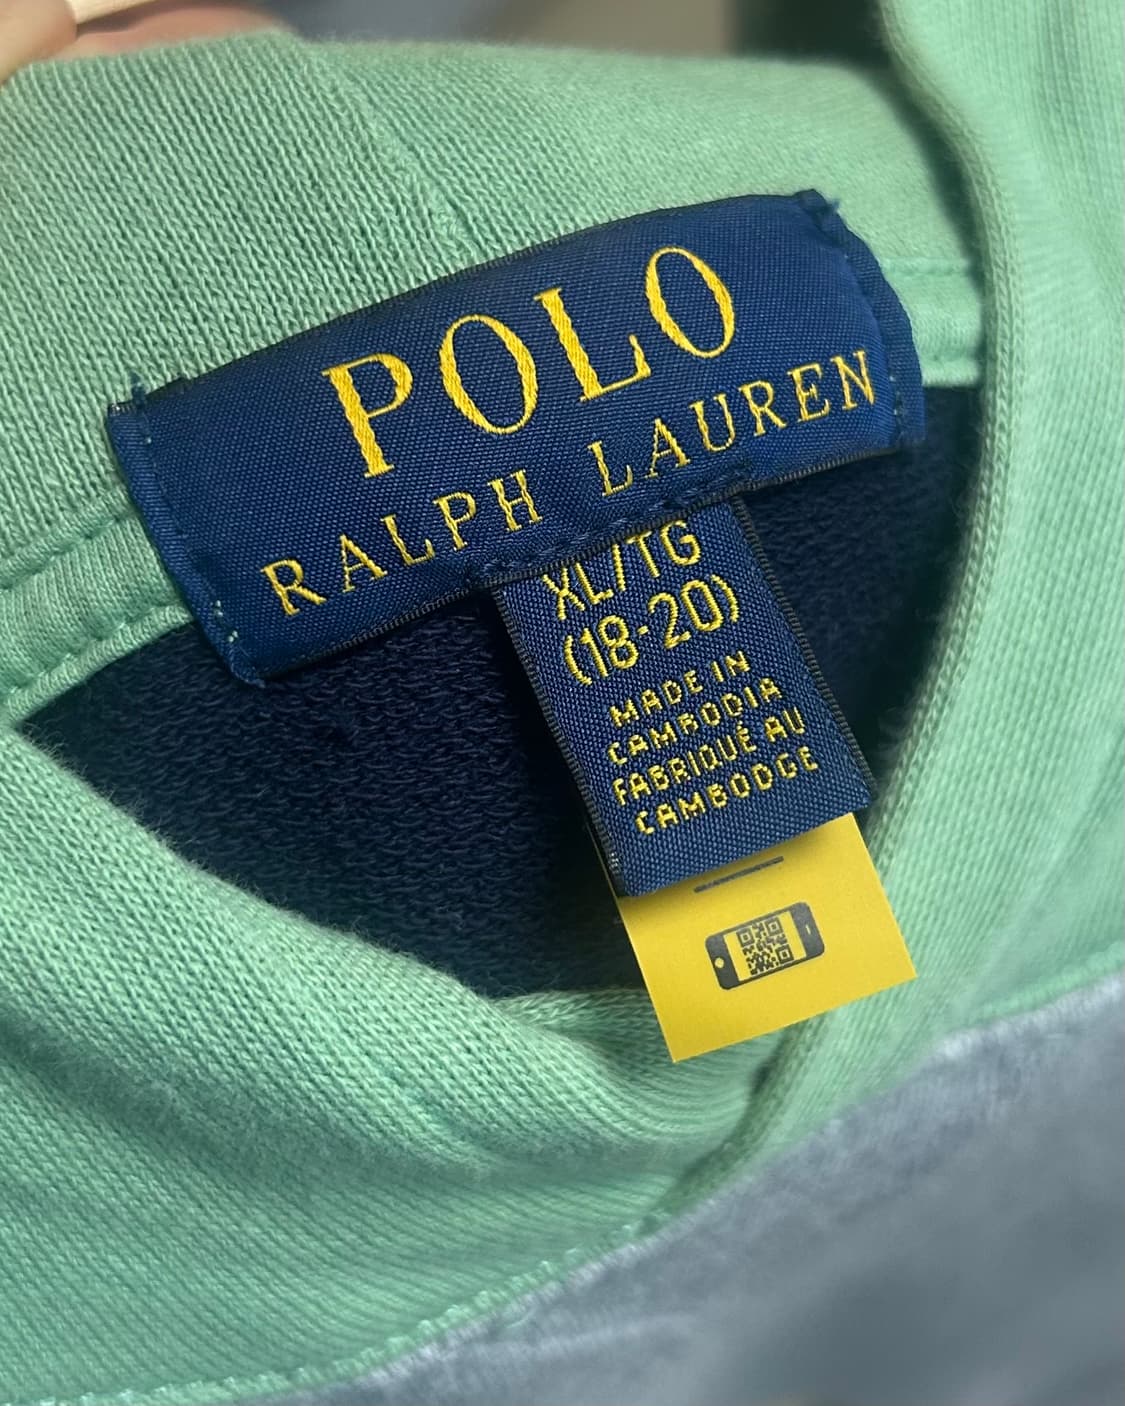 POLO
RALPH LAUREN
XL/TG
(18-20)
MADE IN
CAMBODIA
FABRIQUÉ AU
CAMBODGE